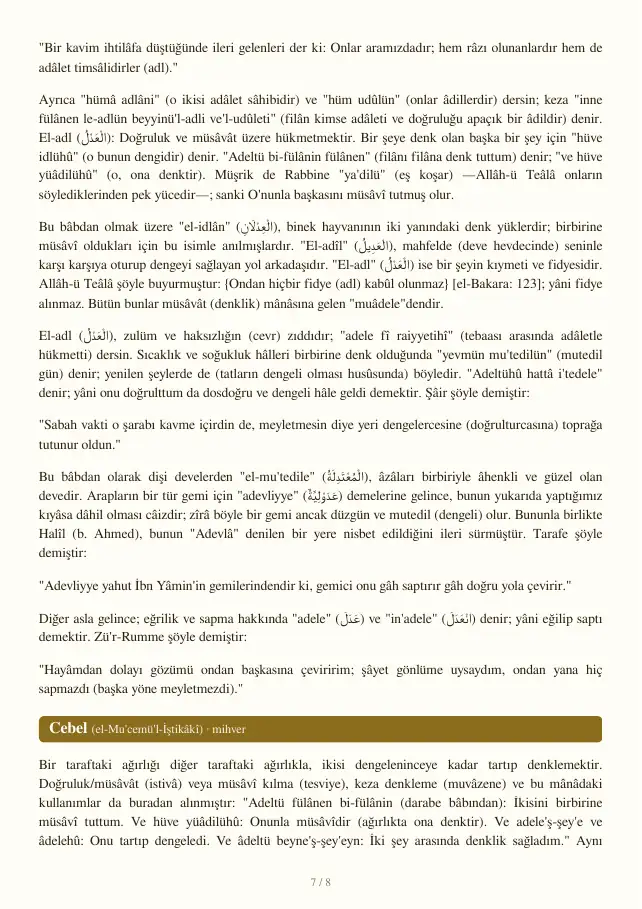 "Bir kavim ihtilâfa düştüğünde ileri gelenleri der ki: Onlar aramızdadır; hem râzı olunanlardır hem de
adâlet timsâlidirler (adl)."
Ayrıca "hümâ adlâni" (o ikisi adâlet sâhibidir) ve "hüm udûlün" (onlar âdillerdir) dersin; keza "inne
fülânen le-adlün beyyinü'l-adli ve'l-udûleti" (filân kimse adâleti ve doğruluğu apaçık bir âdildir) denir.
El-adl (الْعَدْلُ): Doğruluk ve müsâvât üzere hükmetmektir. Bir şeye denk olan başka bir şey için "hüve
idlühû" (o bunun dengidir) denir. "Adeltü bi-fülânin fülânen" (filânı filâna denk tuttum) denir; "ve hüve
yüâdilühû" (o, ona denktir). Müşrik de Rabbine "ya'dilü" (eş koşar) —Allâh-ü Teâlâ onların
söylediklerinden pek yücedir—; sanki O'nunla başkasını müsâvî tutmuş olur.
Bu bâbdan olmak üzere "el-idlân" (الْعِدْلَانِ), binek hayvanının iki yanındaki denk yüklerdir; birbirine
müsâvî oldukları için bu isimle anılmışlardır. "El-adîl" (الْعَدِيلُ), mahfelde (deve hevdecinde) seninle
karşı karşıya oturup dengeyi sağlayan yol arkadaşıdır. "El-adl" (الْعَدْلُ) ise bir şeyin kıymeti ve fidyesidir.
Allâh-ü Teâlâ şöyle buyurmuştur: {Ondan hiçbir fidye (adl) kabûl olunmaz} [el-Bakara: 123]; yâni fidye
alınmaz. Bütün bunlar müsâvât (denklik) mânâsına gelen "muâdele"dendir.
El-adl (الْعَدْلُ), zulüm ve haksızlığın (cevr) zıddıdır; "adele fî raiyyetihî" (tebaası arasında adâletle
hükmetti) dersin. Sıcaklık ve soğukluk hâlleri birbirine denk olduğunda "yevmün mu'tedilün" (mutedil
gün) denir; yenilen şeylerde de (tatların dengeli olması husûsunda) böyledir. "Adeltühû hattâ i'tedele"
denir; yâni onu doğrulttum da dosdoğru ve dengeli hâle geldi demektir. Şâir şöyle demiştir:
"Sabah vakti o şarabı kavme içirdin de, meyletmesin diye yeri dengelercesine (doğrulturcasına) toprağa
tutunur oldun."
Bu bâbdan olarak dişi develerden "el-mu'tedile" (الْمُعْتَدِلَةُ), âzâları birbiriyle âhenkli ve güzel olan
devedir. Arapların bir tür gemi için "adevliyye" (عَدَوْلِيَّةٌ) demelerine gelince, bunun yukarıda yaptığımız
kıyâsa dâhil olması câizdir; zîrâ böyle bir gemi ancak düzgün ve mutedil (dengeli) olur. Bununla birlikte
Halîl (b. Ahmed), bunun "Adevlâ" denilen bir yere nisbet edildiğini ileri sürmüştür. Tarafe şöyle
demiştir:
"Adevliyye yahut İbn Yâmin'in gemilerindendir ki, gemici onu gâh saptırır gâh doğru yola çevirir."
Diğer asla gelince; eğrilik ve sapma hakkında "adele" (عَدَلَ) ve "in'adele" (انْعَدَلَ) denir; yâni eğilip saptı
demektir. Zü'r-Rumme şöyle demiştir:
"Hayâmdan dolayı gözümü ondan başkasına çeviririm; şâyet gönlüme uysaydım, ondan yana hiç
sapmazdı (başka yöne meyletmezdi)."
Cebel (el-Mu'cemü'l-İştikâkî) · mihver
Bir taraftaki ağırlığı diğer taraftaki ağırlıkla, ikisi dengeleninceye kadar tartıp denklemektir.
Doğruluk/müsâvât (istivâ) veya müsâvî kılma (tesviye), keza denkleme (muvâzene) ve bu mânâdaki
kullanımlar da buradan alınmıştır: "Adeltü fülânen bi-fülânin (darabe bâbından): İkisini birbirine
müsâvî tuttum. Ve hüve yüâdilühû: Onunla müsâvîdir (ağırlıkta ona denktir). Ve adele'ş-şey'e ve
âdelehû: Onu tartıp dengeledi. Ve âdeltü beyne'ş-şey'eyn: İki şey arasında denklik sağladım." Aynı
7 / 8